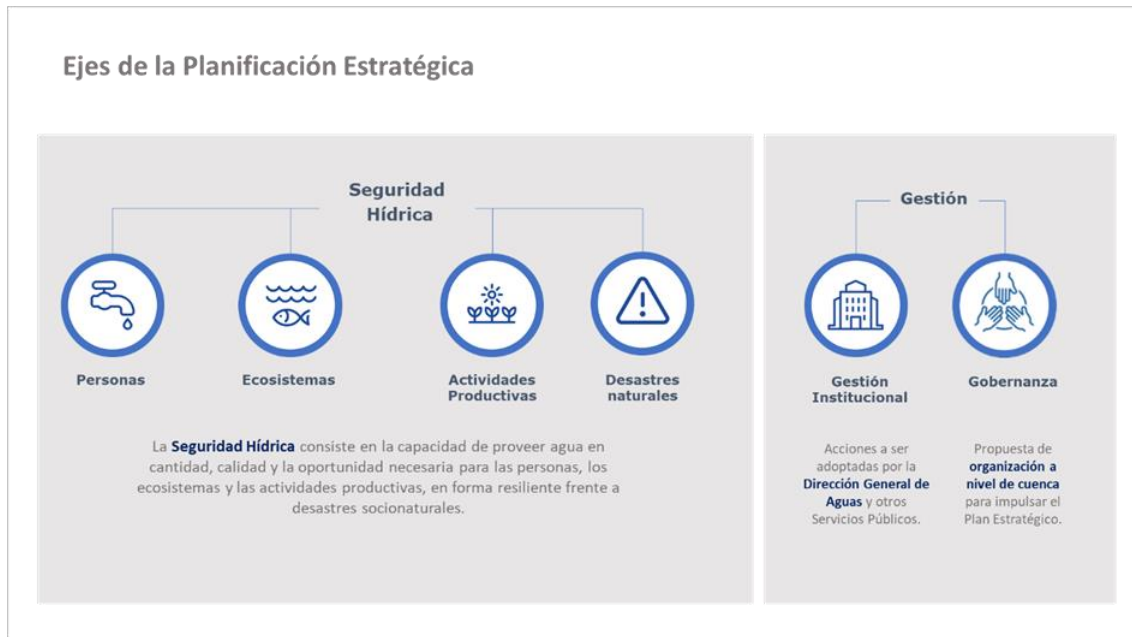 Ejes de la Planificación Estratégica
Seguridad
Hídrica
Personas
Ecosistemas
Actividades
Productivas
Desastres
naturales
La Seguridad Hídrica consiste en la capacidad de proveer agua en
cantidad, calidad y la oportunidad necesaria para las personas, los
ecosistemas y las actividades productivas, en forma resiliente frente a
desastres socionaturales.
Gestión
Gestión
Institucional
Acciones a ser
adoptadas por la
Dirección General de
Aguas y otros
Servicios Públicos.
Gobernanza
Propuesta de
organización a
nivel de cuenca
para impulsar el
Plan Estratégico.